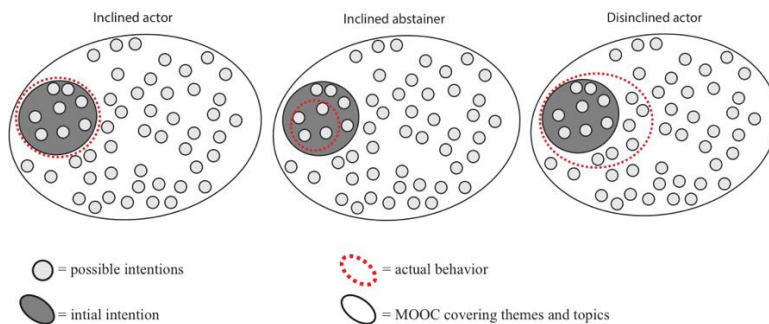 Inclined actor
Inclined abstainer
Disinclined actor
= possible intentions
= actual behavior
= intial intention
= MOOC covering themes and topics